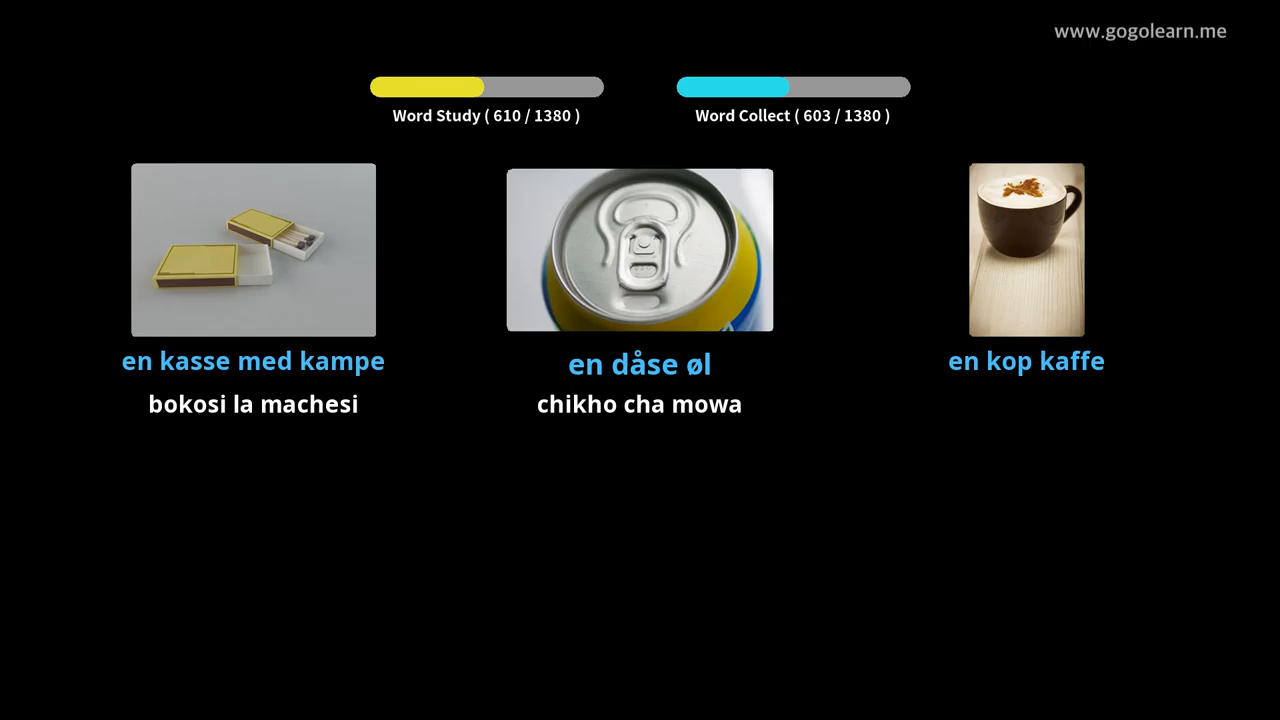 www.gogolearn.me
Word Study ( 610 / 1380 )
Word Collect ( 603 / 1380 )
en kasse med kampe
bokosi la machesi
en dåse øl
chikho cha mowa
en kop kaffe